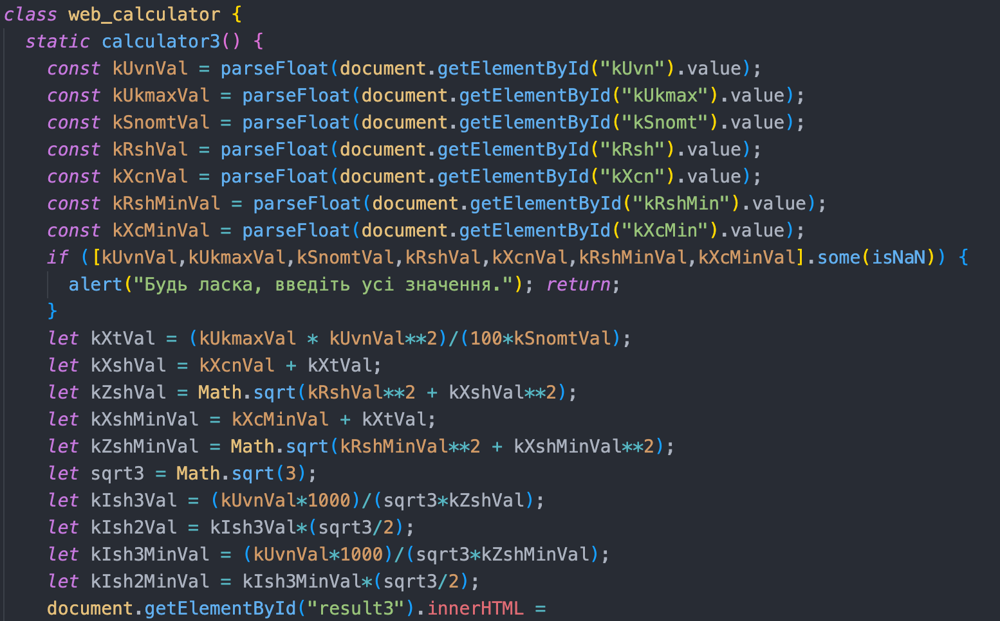 class web_calculator {
static calculator3() {
const kUvnVal = parseFloat(document.getElementById("kUvn").value);
const kUkmaxVal = parseFloat(document.getElementById("kUkmax").value);
const kSnomtVal = parseFloat(document.getElementById("kSnomt").value);
const kRshVal = parseFloat(document.getElementById("kRsh").value);
const kXcnVal = parseFloat(document.getElementById("kXcn").value);
const kRshMinVal = parseFloat(document.getElementById("kRshMin").value);
const kXcMinVal = parseFloat(document.getElementById("kXcMin").value);
if ([kUvnVal,kUkmaxVal,kSnomtVal,kRshVal,kXcnVal,kRshMinVal,kXcMinVal].some(isNaN)) {
alert("Будь ласка, введіть усі значення."); return;
}
let kXtVal = (kUkmaxVal * kUvnVal**2)/(100*kSnomtVal);
let kXshVal = kXcnVal + kXtVal;
let kZshVal = Math.sqrt(kRshVal**2 + kXshVal**2);
let kXshMinVal = kXcMinVal + kXtVal;
let kZshMinVal = Math.sqrt(kRshMinVal**2 + kXshMinVal**2);
let sqrt3 = Math.sqrt(3);
let kIsh3Val = (kUvnVal*1000)/(sqrt3*kZshVal);
let kIsh2Val = kIsh3Val*(sqrt3/2);
let kIsh3MinVal = (kUvnVal*1000)/(sqrt3*kZshMinVal);
let kIsh2MinVal = kIsh3MinVal*(sqrt3/2);
document.getElementById("result3").innerHTML =